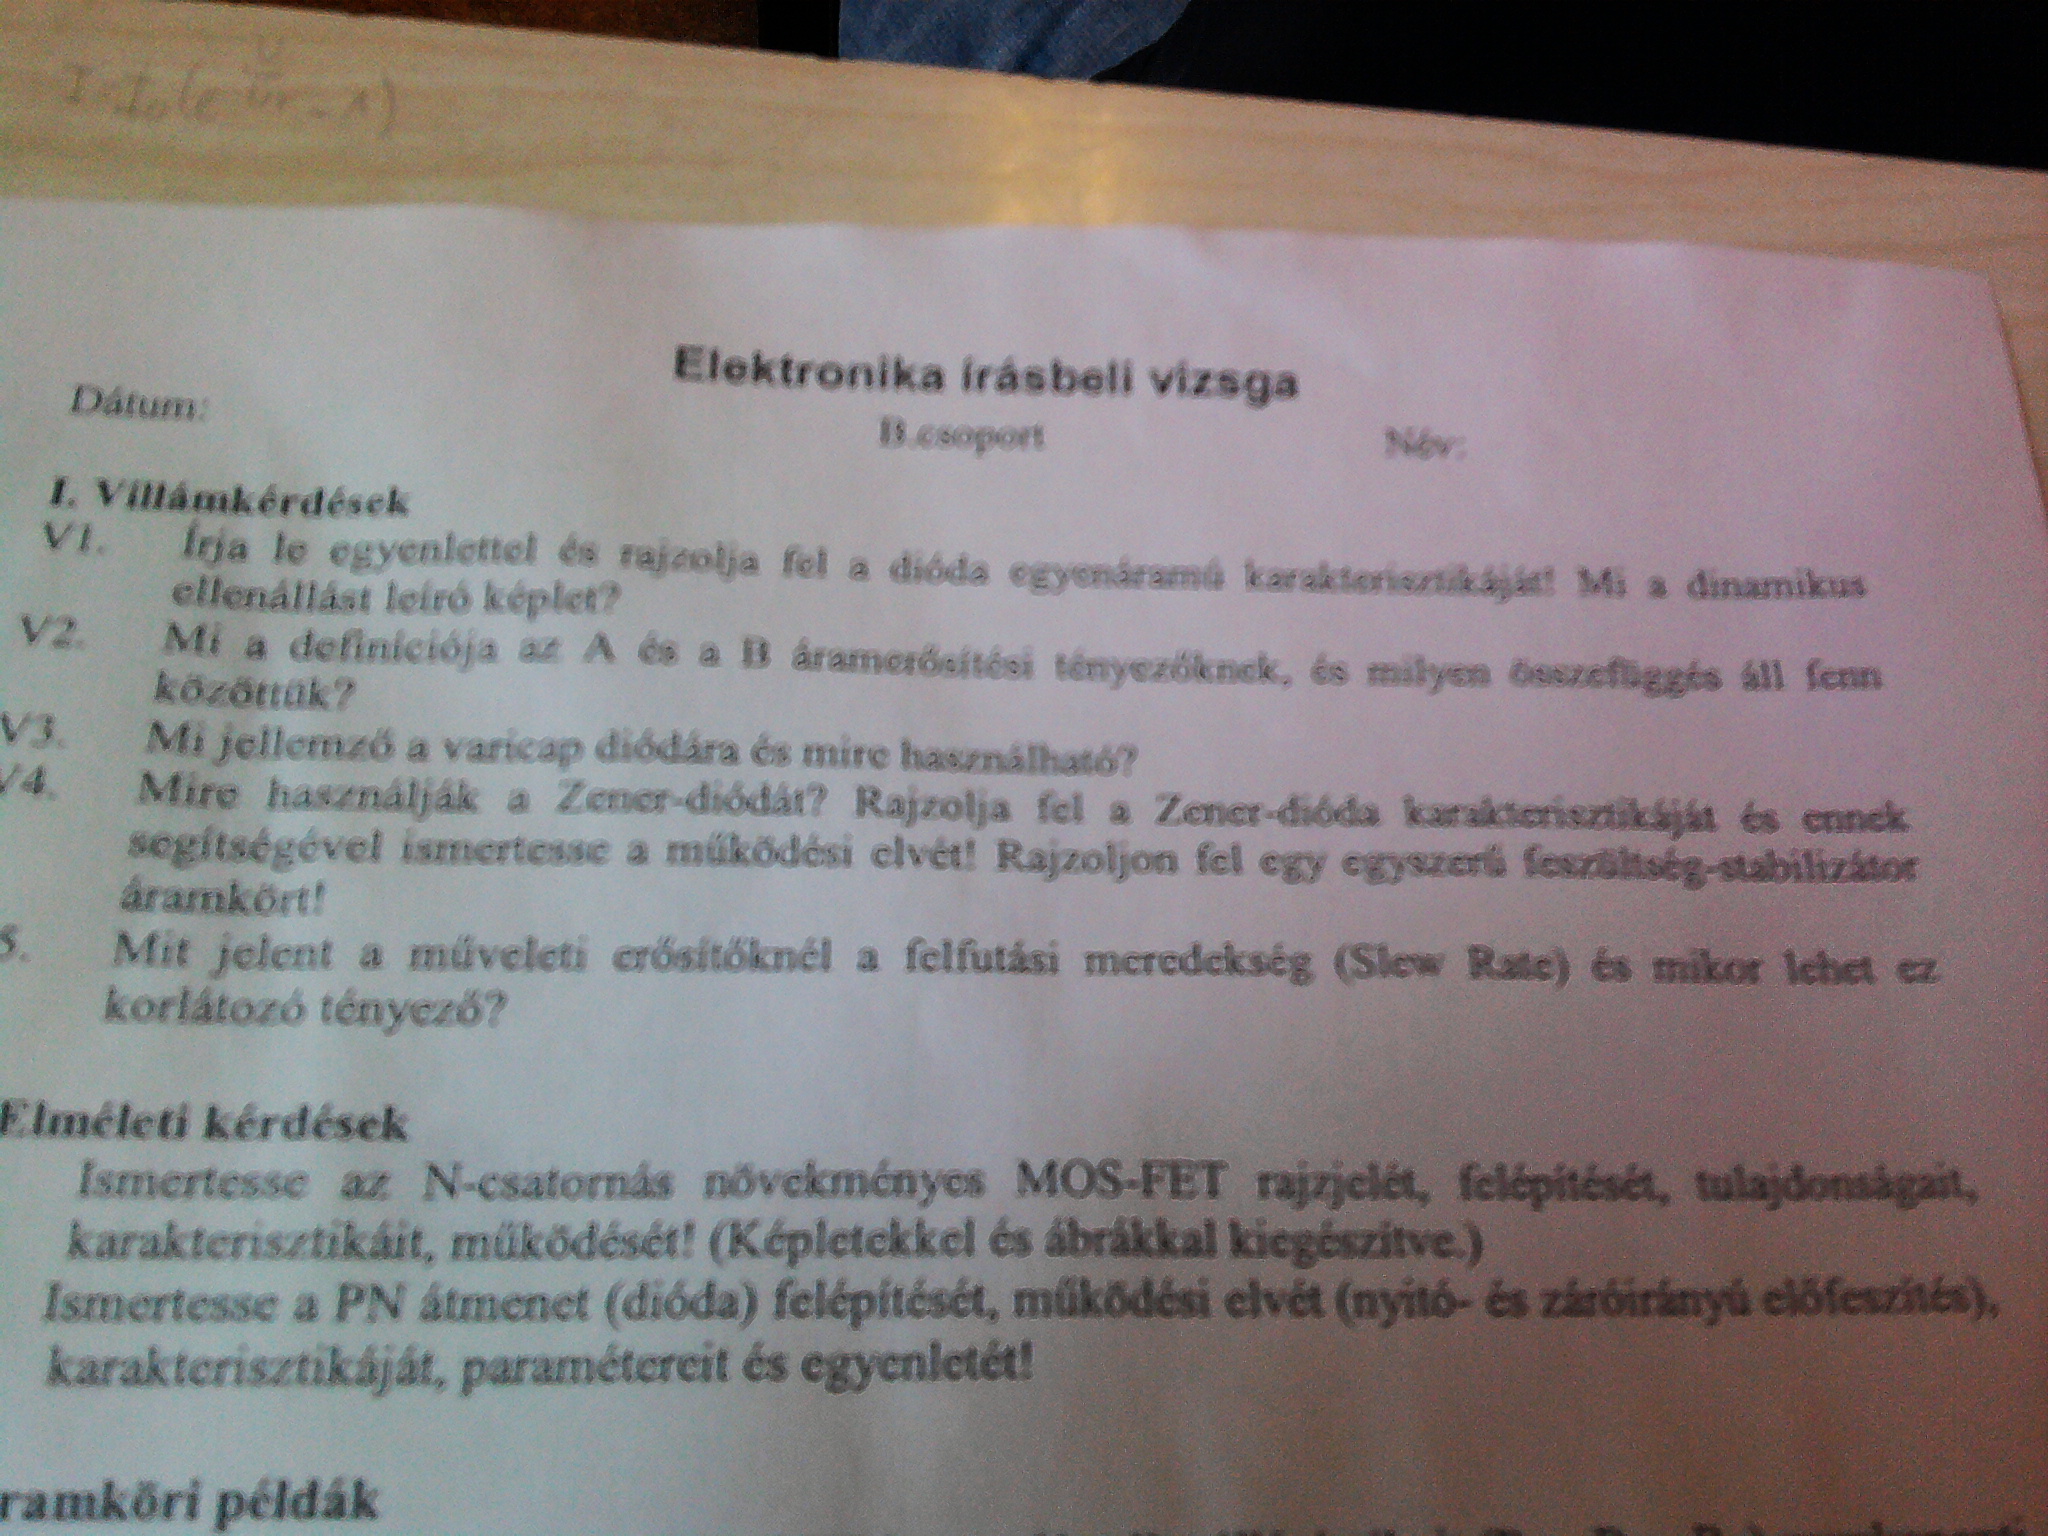 Elektronika írásbeli vizsga
Dátum: B.csoport Név:
I. Villámkérdések
V1. Írja le egyenlettel és rajzolja fel a dióda egyenáramú karakterisztikáját! Mi a dinamikus
ellenállást leíró képlet?
V2. Mi a definíciója az A és a B áramerősítési tényezőknek, és milyen összefüggés áll fenn
közöttük?
V3. Mi jellemző a varicap diódára és mire használható?
V4. Mire használják a Zener-diódát? Rajzolja fel a Zener-dióda karakterisztikáját és ennek
segítségével ismertesse a működési elvét! Rajzoljon fel egy egyszerű feszültség-stabilizátor
áramkört!
5. Mit jelent a műveleti erősítőknél a felfutási meredekség (Slew Rate) és mikor lehet ez
korlátozó tényező?
Elméleti kérdések
Ismertesse az N-csatornás növekményes MOS-FET rajzjelét, felépítését, tulajdonságait,
karakterisztikáit, működését! (Képletekkel és ábrákkal kiegészítve.)
Ismertesse a PN átmenet (dióda) felépítését, működési elvét (nyitó- és záróirányú előfeszítés),
karakterisztikáját, paramétereit és egyenletét!
ramköri példák